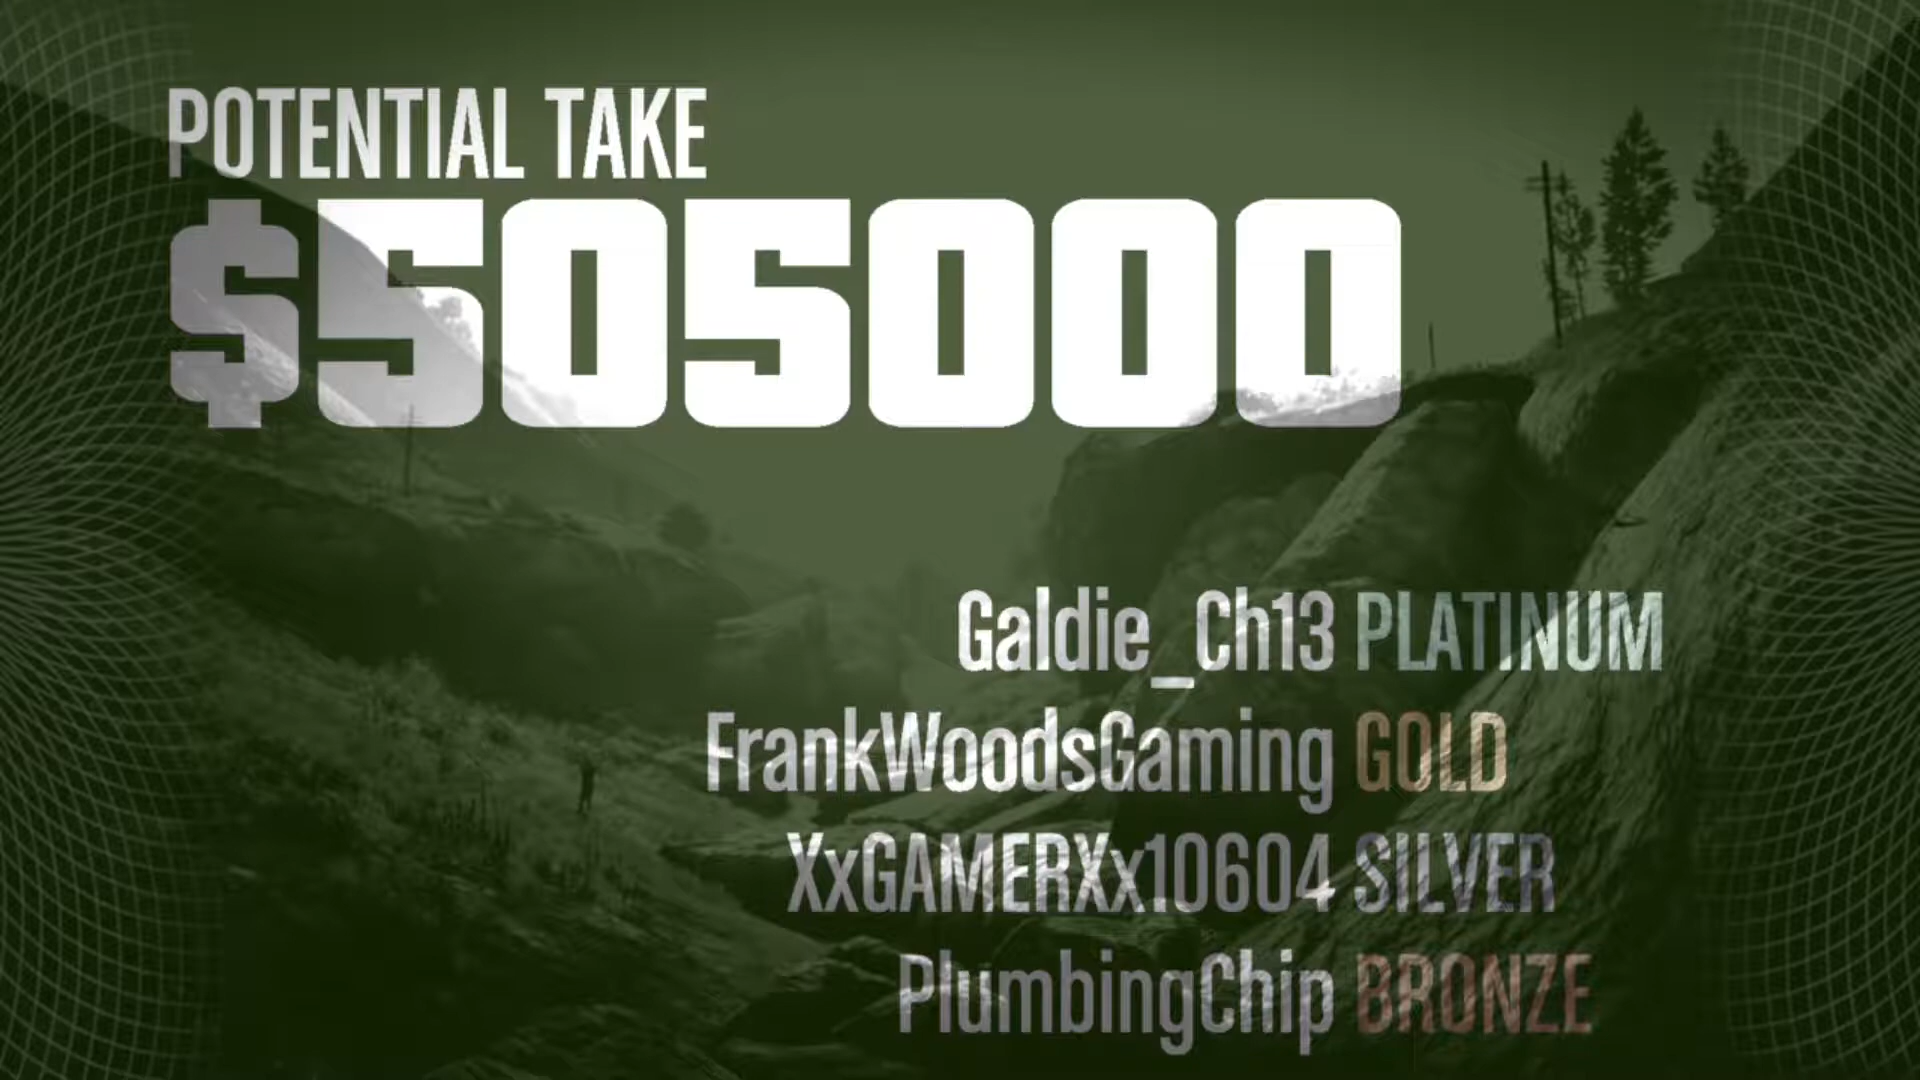 POTENTIAL TAKE
$505000
Galdie_Ch13 PLATINUM
FrankWoodsGaming GOLD
XxGAMERXx10604 SILVER
PlumbingChip BRONZE